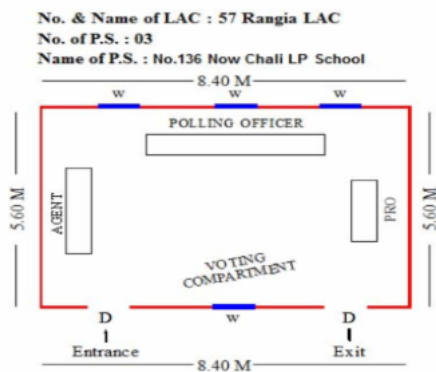 No. & Name of LAC : 57 Rangia LAC
No. of P.S. : 03
Name of P.S. : No.136 Now Chali LP School
8.40 M
W W W
POLLING OFFICER
5.60 M
AGENT
PRO
5.60 M
VOTING
COMPARTMENT
D W D
Entrance Exit
8.40 M